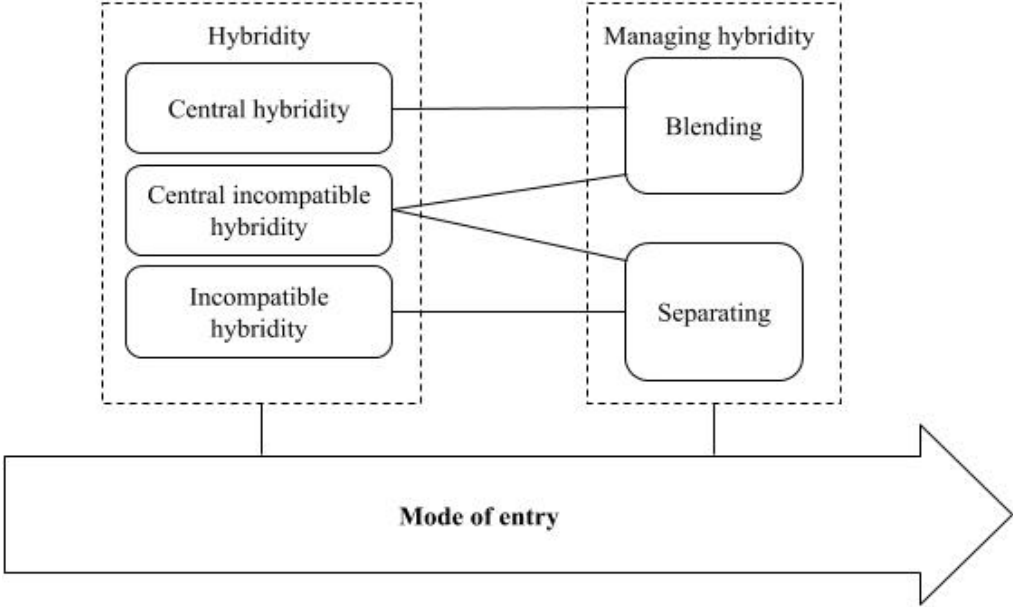 Hybridity
Central hybridity
Central incompatible
hybridity
Incompatible
hybridity
Managing hybridity
Blending
Separating
Mode of entry